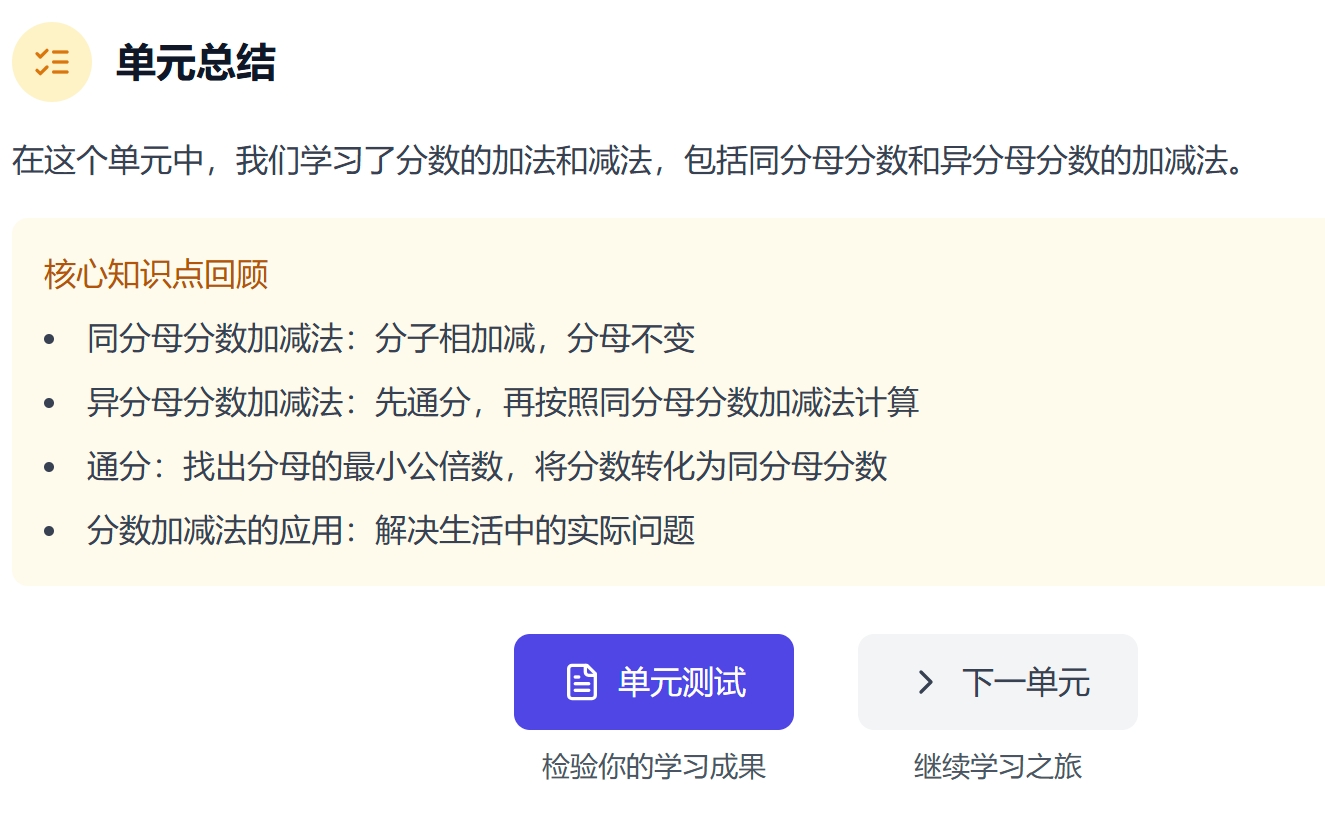 单元总结
在这个单元中，我们学习了分数的加法和减法，包括同分母分数和异分母分数的加减法。
核心知识点回顾
• 同分母分数加减法：分子相加减，分母不变
• 异分母分数加减法：先通分，再按照同分母分数加减法计算
• 通分：找出分母的最小公倍数，将分数转化为同分母分数
• 分数加减法的应用：解决生活中的实际问题
单元测试
下一单元
检验你的学习成果
继续学习之旅